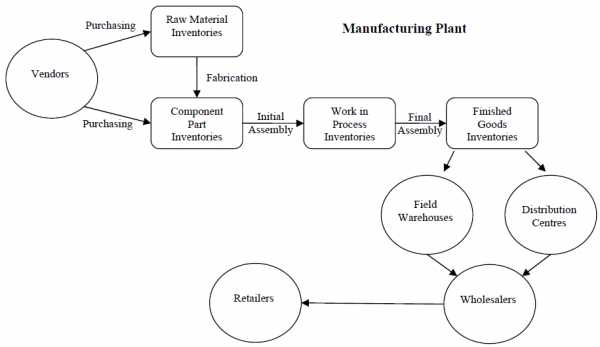 Purchasing
Raw Material
Inventories
Manufacturing Plant
Vendors
Fabrication
Purchasing
Component
Part
Inventories
Initial
Assembly
Work in
Process
Inventories
Final
Assembly
Finished
Goods
Inventories
Field
Warehouses
Distribution
Centres
Retailers
Wholesalers